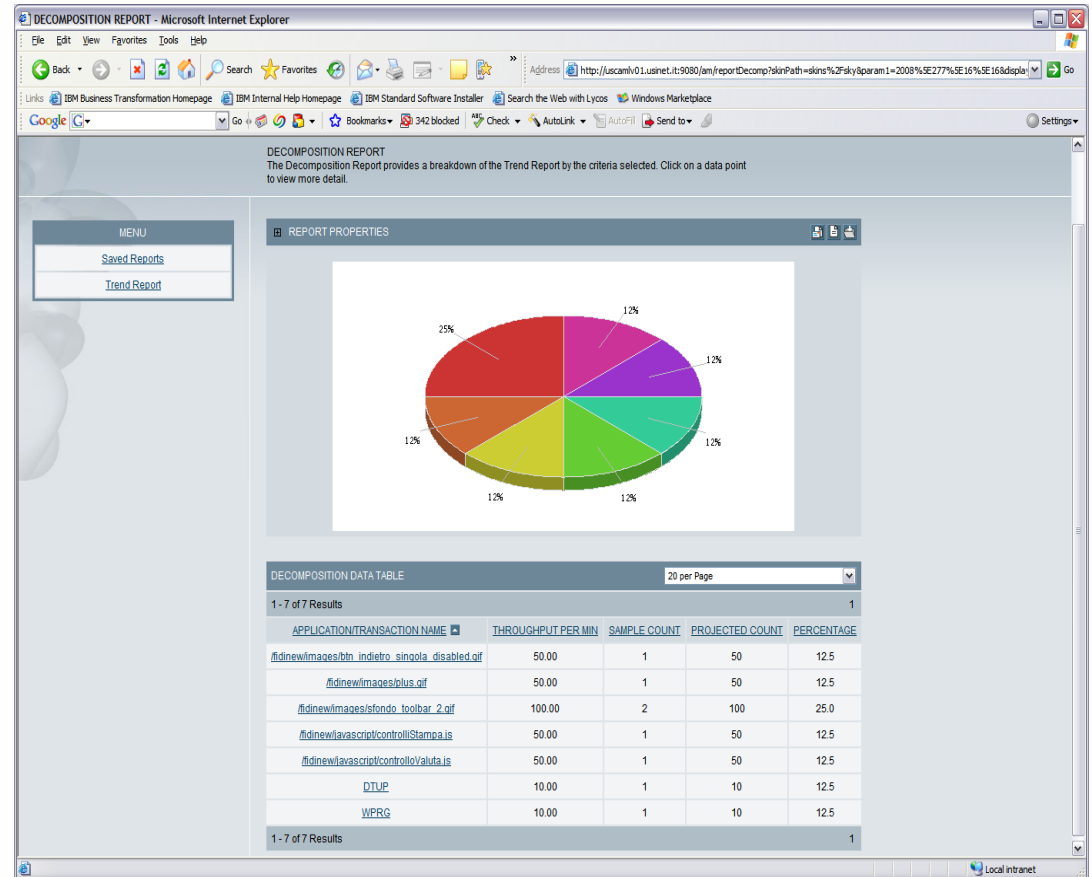 DECOMPOSITION REPORT - Microsoft Internet Explorer
File Edit View Favorites Tools Help
Back Search Favorites » Address http://uscamlv01.usinet.it:9080/am/reportDecomp?skinPath=skins%2Fsky&param1=2008%5E277%5E16%5E16&display Go
Links IBM Business Transformation Homepage IBM Internal Help Homepage IBM Standard Software Installer Search the Web with Lycos Windows Marketplace
Google G Go Bookmarks 342 blocked ABC Check AutoLink AutoFill Send to Settings
DECOMPOSITION REPORT
The Decomposition Report provides a breakdown of the Trend Report by the criteria selected. Click on a data point
to view more detail.
MENU
Saved Reports
Trend Report
REPORT PROPERTIES
25%
12%
12%
12%
12%
12%
12%
DECOMPOSITION DATA TABLE 20 per Page
1 - 7 of 7 Results 1
APPLICATION/TRANSACTION NAME THROUGHPUT PER MIN SAMPLE COUNT PROJECTED COUNT PERCENTAGE
/fidinew/images/btn_indietro_singola_disabled.gif 50.00 1 50 12.5
/fidinew/images/plus.gif 50.00 1 50 12.5
/fidinew/images/sfondo_toolbar_2.gif 100.00 2 100 25.0
/fidinew/javascript/controlliStampa.js 50.00 1 50 12.5
/fidinew/javascript/controlloValuta.js 50.00 1 50 12.5
DTUP 10.00 1 10 12.5
WPRG 10.00 1 10 12.5
1 - 7 of 7 Results 1
Local intranet